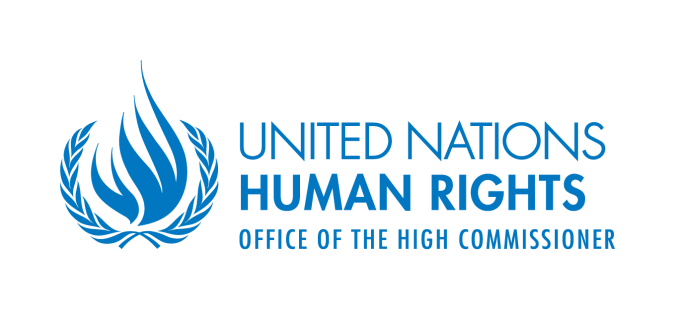 UNITED NATIONS
HUMAN RIGHTS
OFFICE OF THE HIGH COMMISSIONER